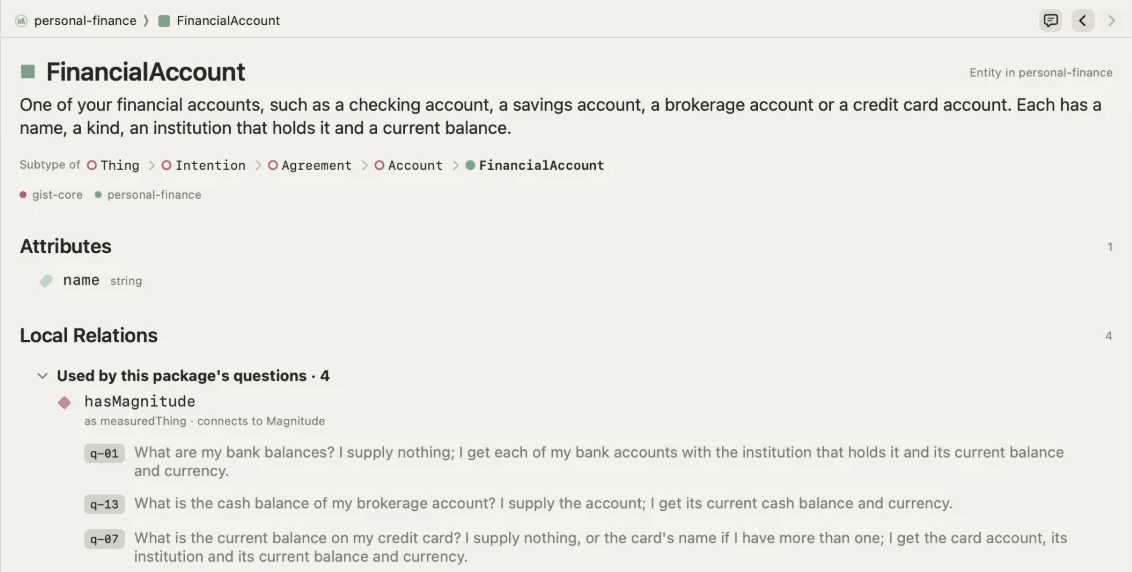 personal-finance › FinancialAccount
FinancialAccount
Entity in personal-finance
One of your financial accounts, such as a checking account, a savings account, a brokerage account or a credit card account. Each has a
name, a kind, an institution that holds it and a current balance.
Subtype of Thing > Intention > Agreement > Account > FinancialAccount
gist-core personal-finance
Attributes 1
name string
Local Relations 4
Used by this package's questions · 4
hasMagnitude
as measuredThing · connects to Magnitude
q-01 What are my bank balances? I supply nothing; I get each of my bank accounts with the institution that holds it and its current balance
and currency.
q-13 What is the cash balance of my brokerage account? I supply the account; I get its current cash balance and currency.
q-07 What is the current balance on my credit card? I supply nothing, or the card's name if I have more than one; I get the card account, its
institution and its current balance and currency.